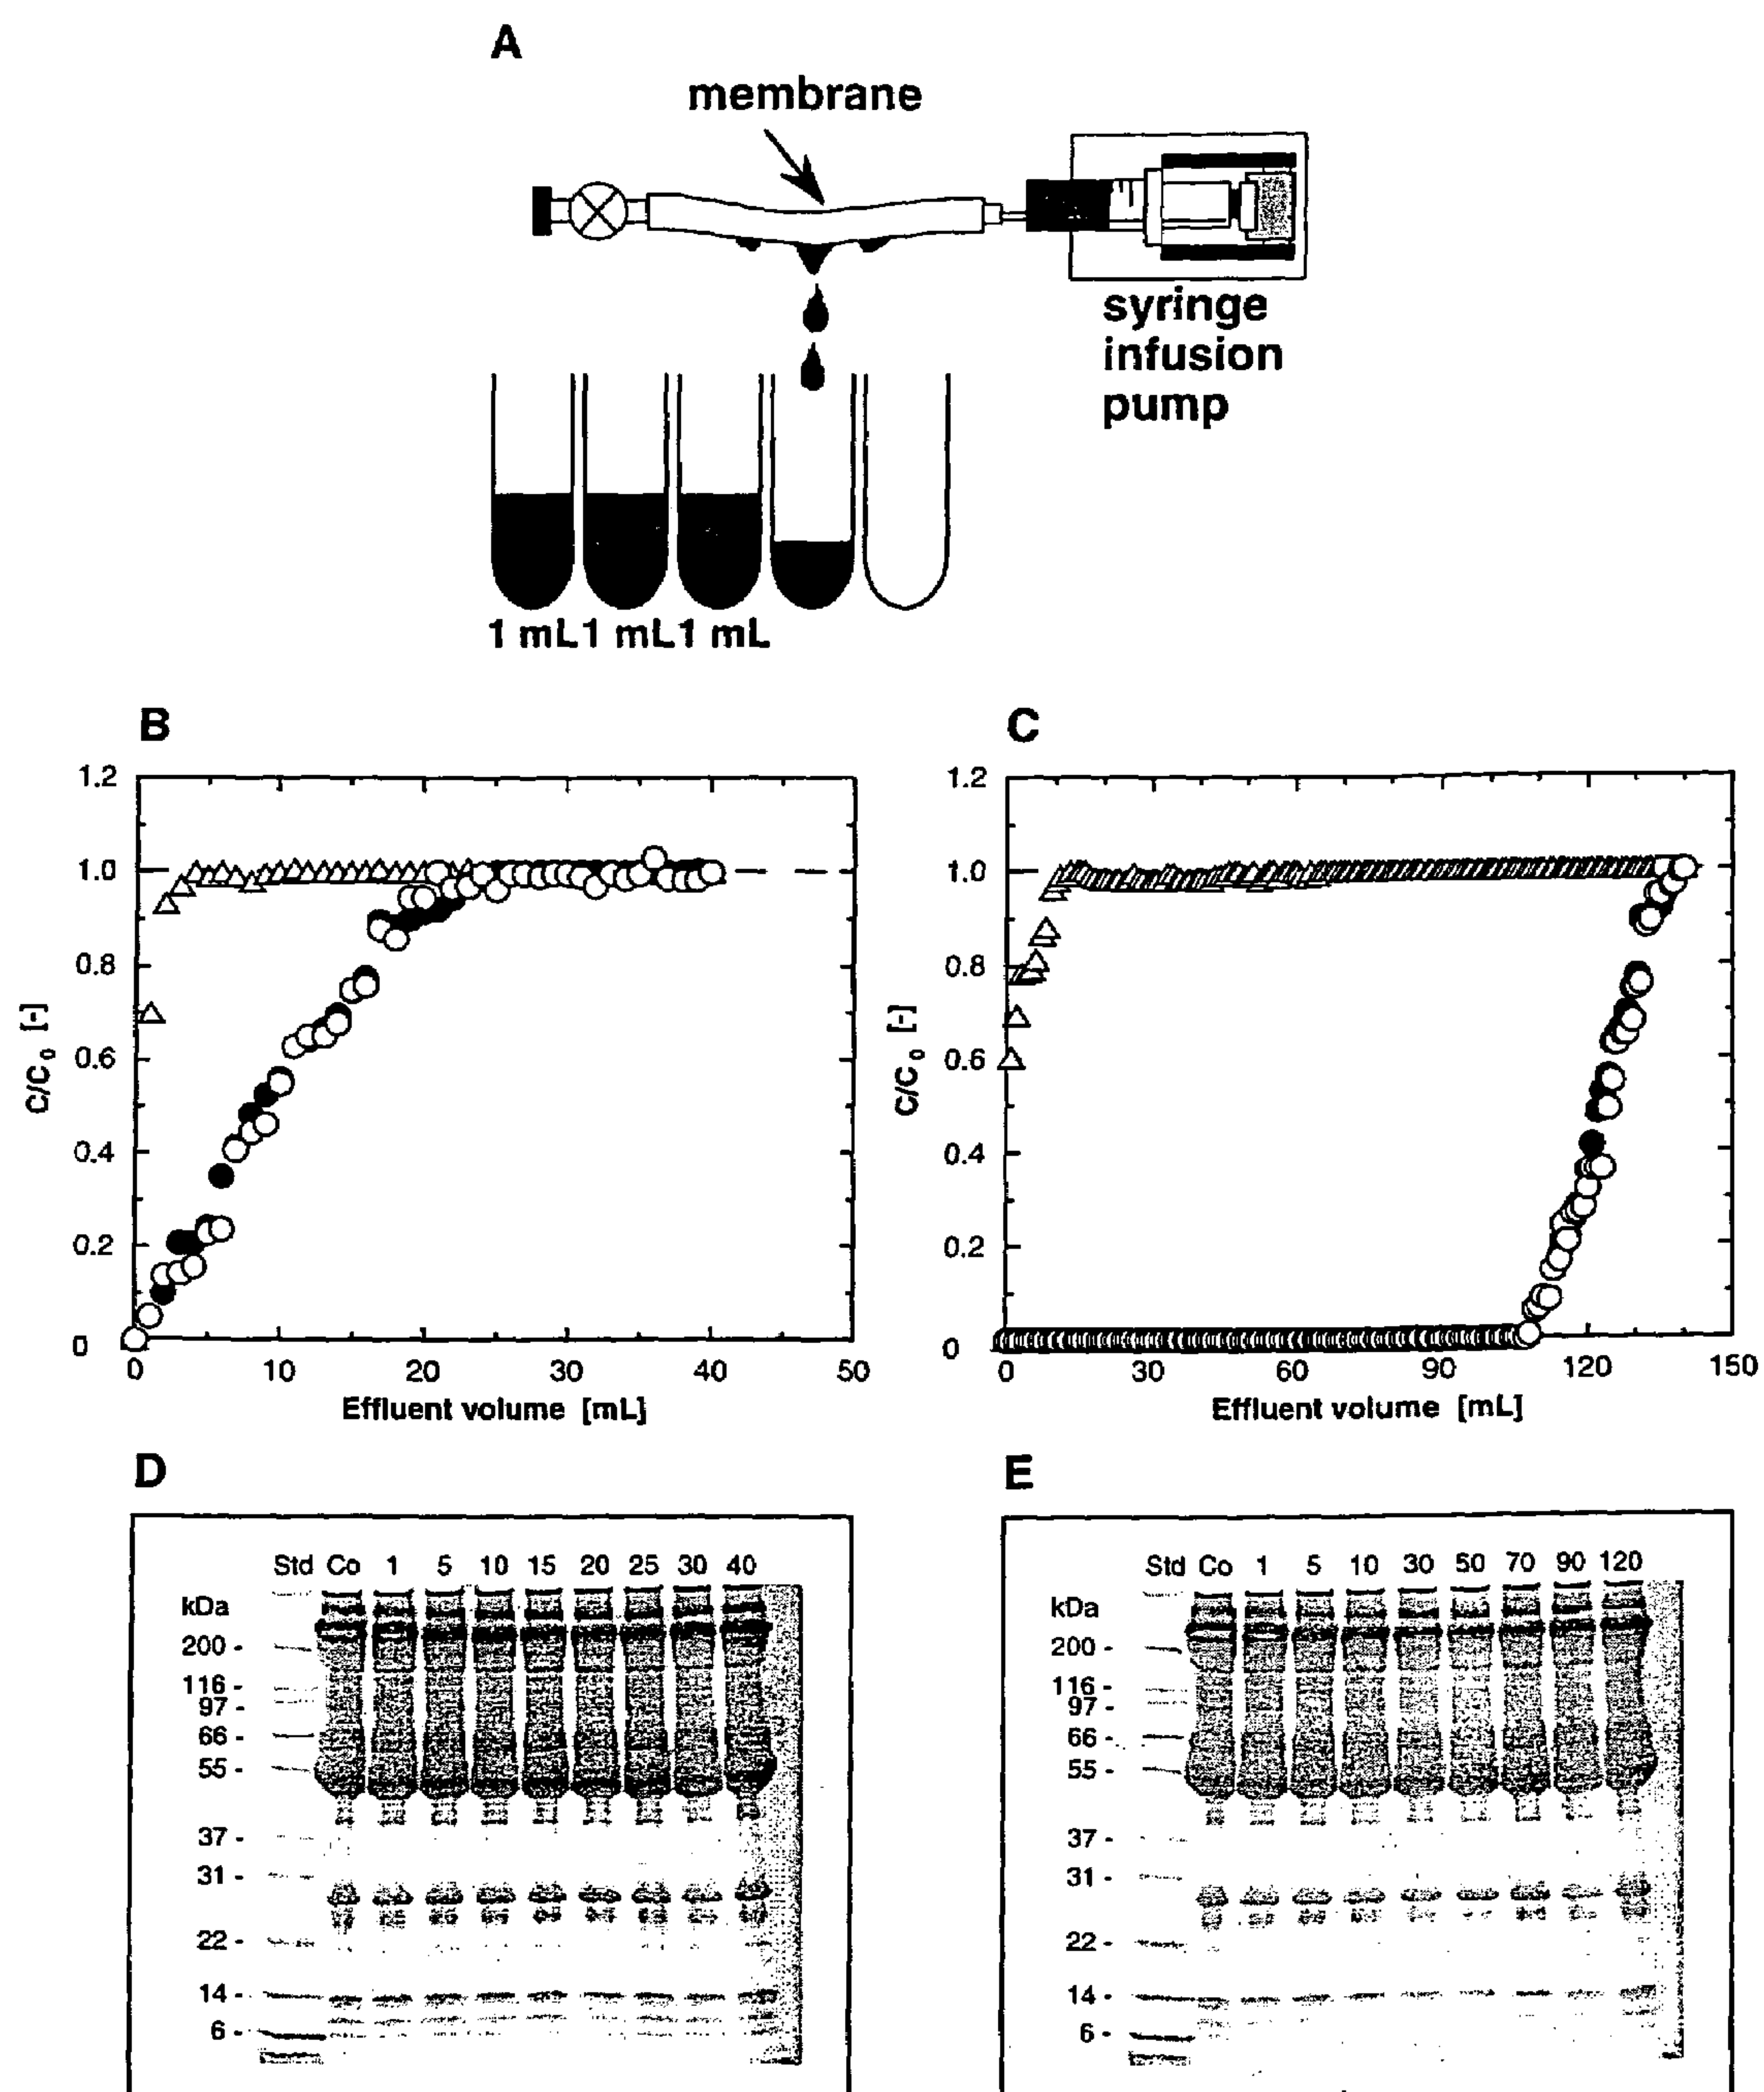 A
membrane
syringe
infusion
pump
1 mL 1 mL 1 mL
B
1.2
1.0
0.8
0.6
0.4
0.2
0
C/C0 [-]
0 10 20 30 40 50
Effluent volume [mL]
C
1.2
1.0
0.8
0.6
0.4
0.2
0
C/C0 [-]
0 30 60 90 120 150
Effluent volume [mL]
D
Std Co 1 5 10 15 20 25 30 40
kDa
200 -
116 -
97 -
66 -
55 -
37 -
31 -
22 -
14 -
6 -
E
Std Co 1 5 10 30 50 70 90 120
kDa
200 -
116 -
97 -
66 -
55 -
37 -
31 -
22 -
14 -
6 -